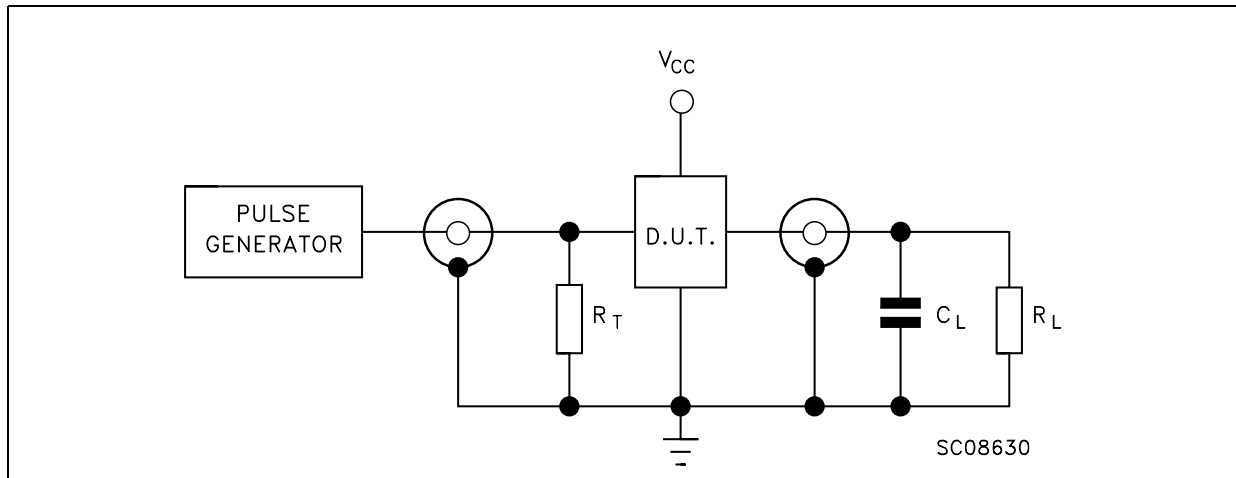 VCC
PULSE
GENERATOR
D.U.T.
RT
CL
RL
SC08630